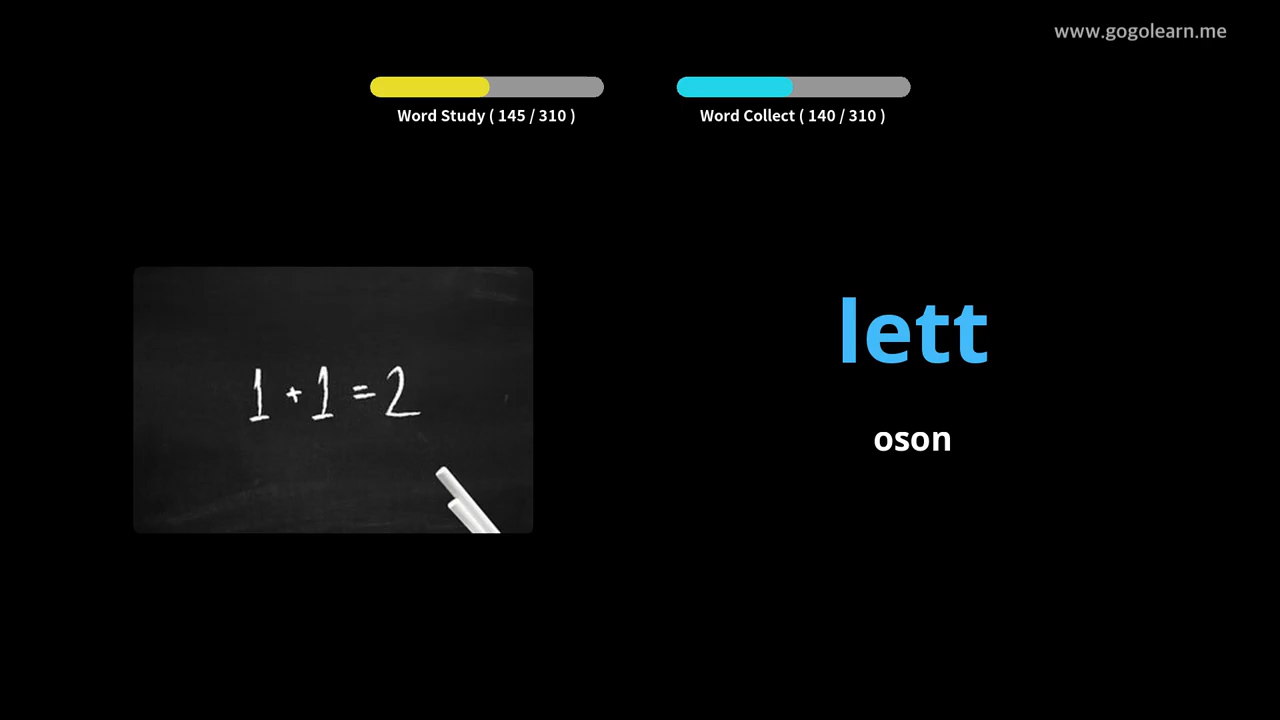 www.gogolearn.me
Word Study ( 145 / 310 )
Word Collect ( 140 / 310 )
1 + 1 = 2
lett
oson